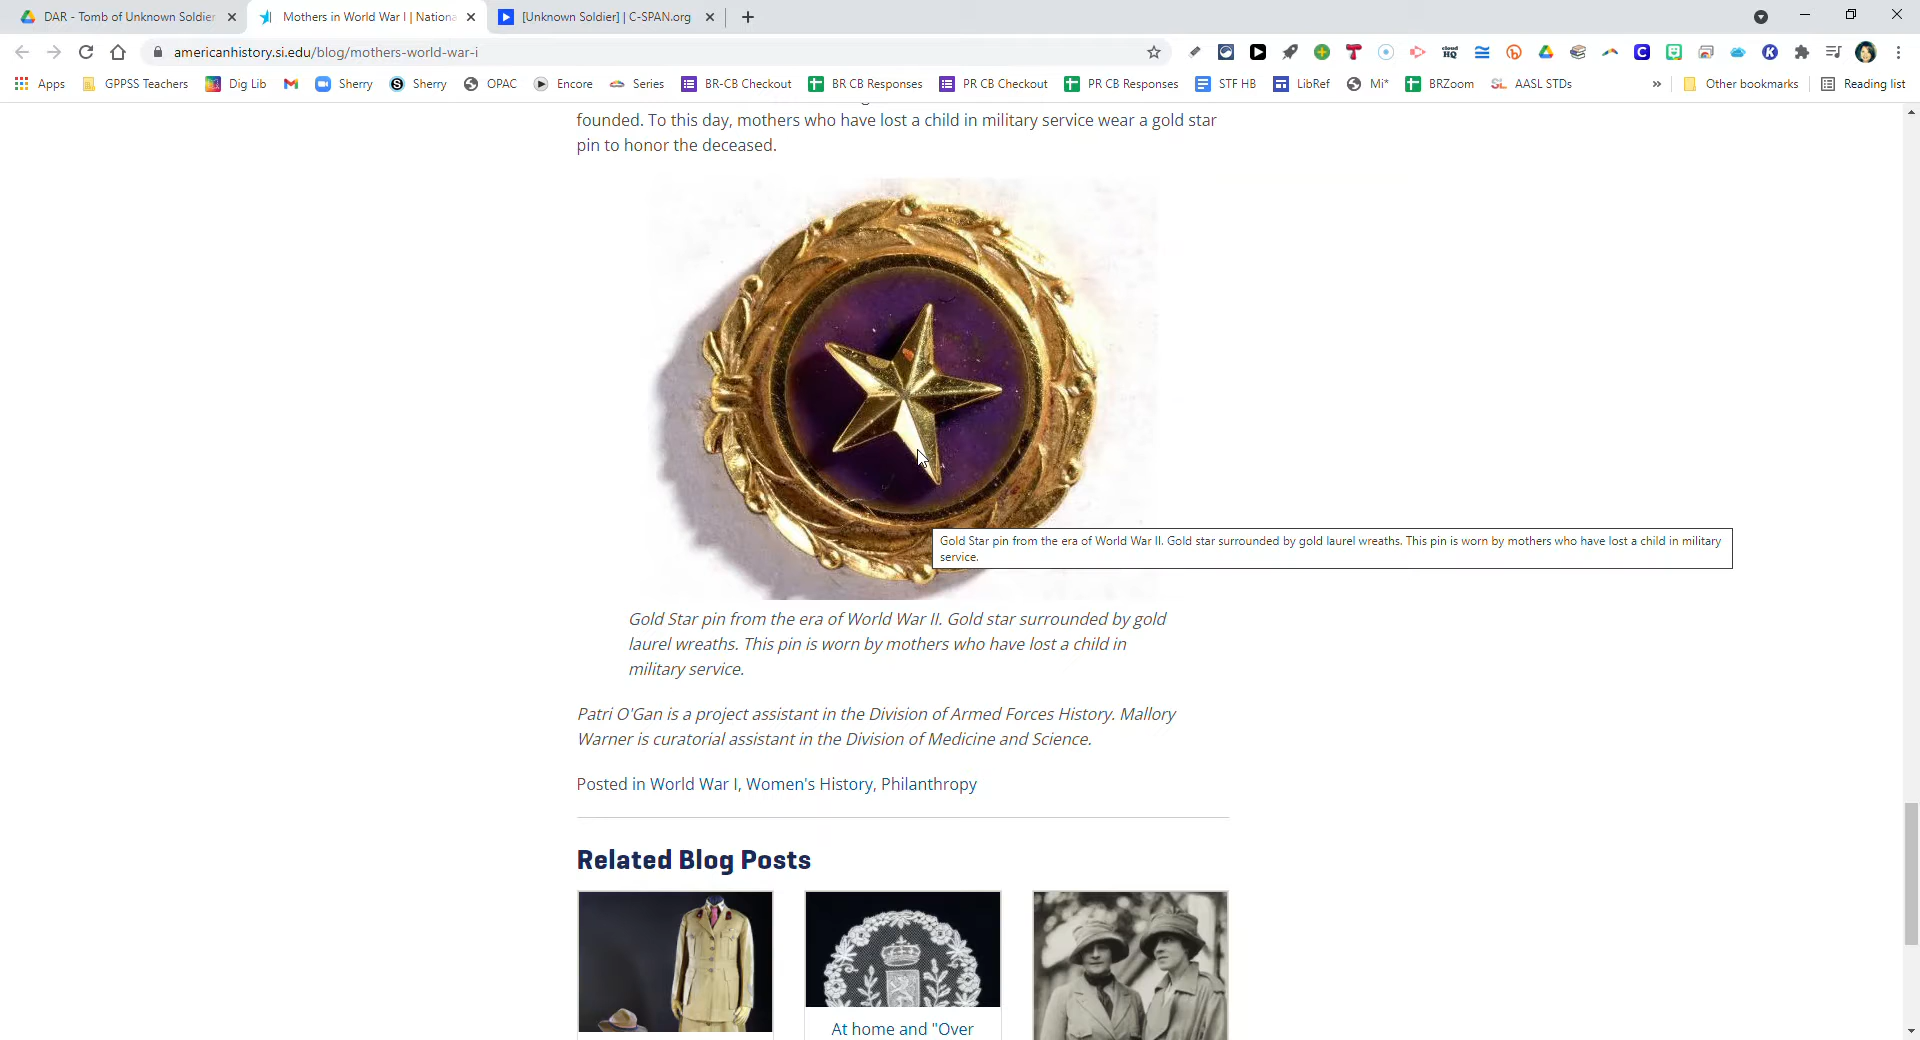 DAR - Tomb of Unknown Soldier
Mothers in World War I | Nationa
[Unknown Soldier] | C-SPAN.org
americanhistory.si.edu/blog/mothers-world-war-i
Apps GPPSS Teachers Dig Lib Sherry Sherry OPAC Encore Series BR-CB Checkout BR CB Responses PR CB Checkout PR CB Responses STF HB LibRef Mi* BRZoom SL AASL STDs » Other bookmarks Reading list
founded. To this day, mothers who have lost a child in military service wear a gold star
pin to honor the deceased.
Gold Star pin from the era of World War II. Gold star surrounded by gold laurel wreaths. This pin is worn by mothers who have lost a child in military
service.
Gold Star pin from the era of World War II. Gold star surrounded by gold
laurel wreaths. This pin is worn by mothers who have lost a child in
military service.
Patri O'Gan is a project assistant in the Division of Armed Forces History. Mallory
Warner is curatorial assistant in the Division of Medicine and Science.
Posted in World War I, Women's History, Philanthropy
Related Blog Posts
At home and "Over